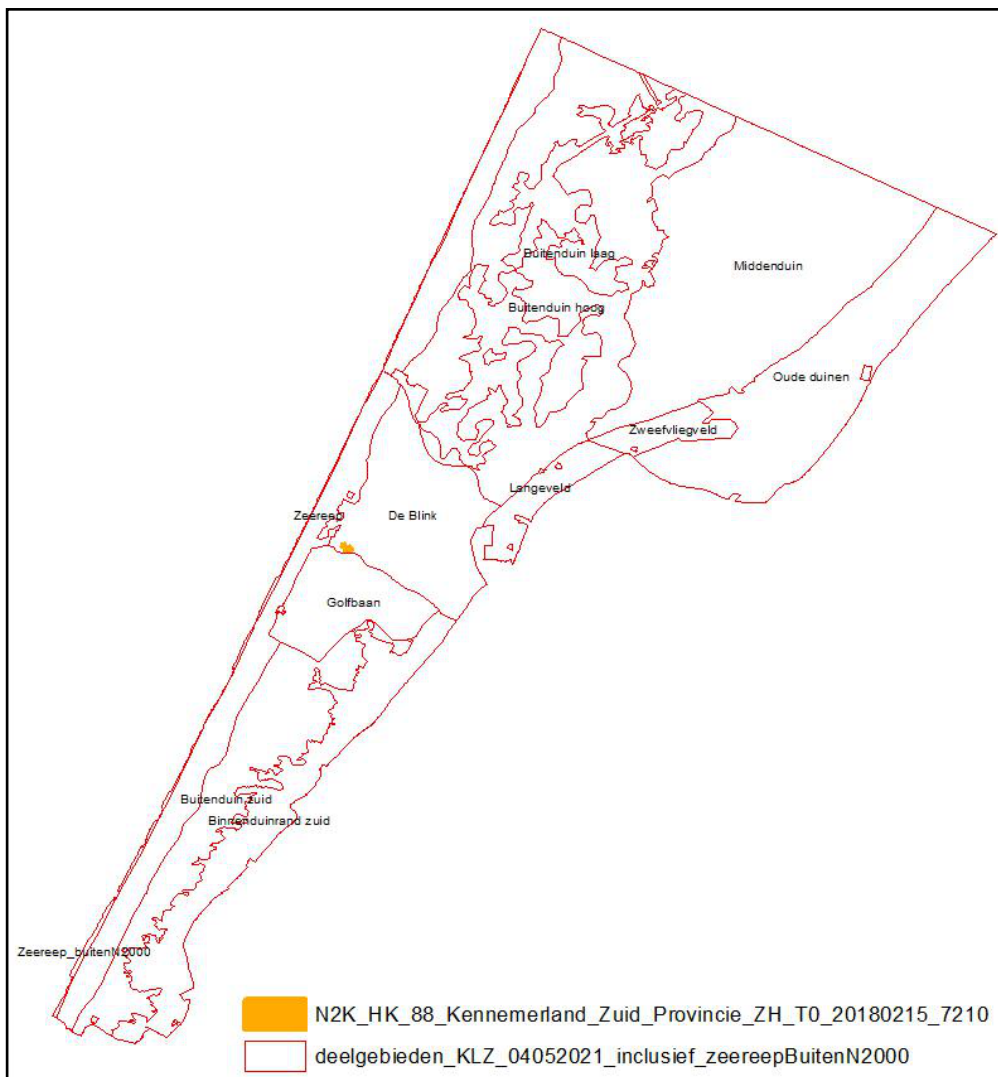 Buitenduin laag
Middenduin
Buitenduin hoog
Oude duinen
Zweefvliegveld
Langeveld
Zeereep
De Blink
Golfbaan
Buitenduin zuid
Binnenduinrand zuid
Zeereep_buitenN2000
N2K_HK_88_Kennemerland_Zuid_Provincie_ZH_T0_20180215_7210
deelgebieden_KLZ_04052021_inclusief_zeereepBuitenN2000